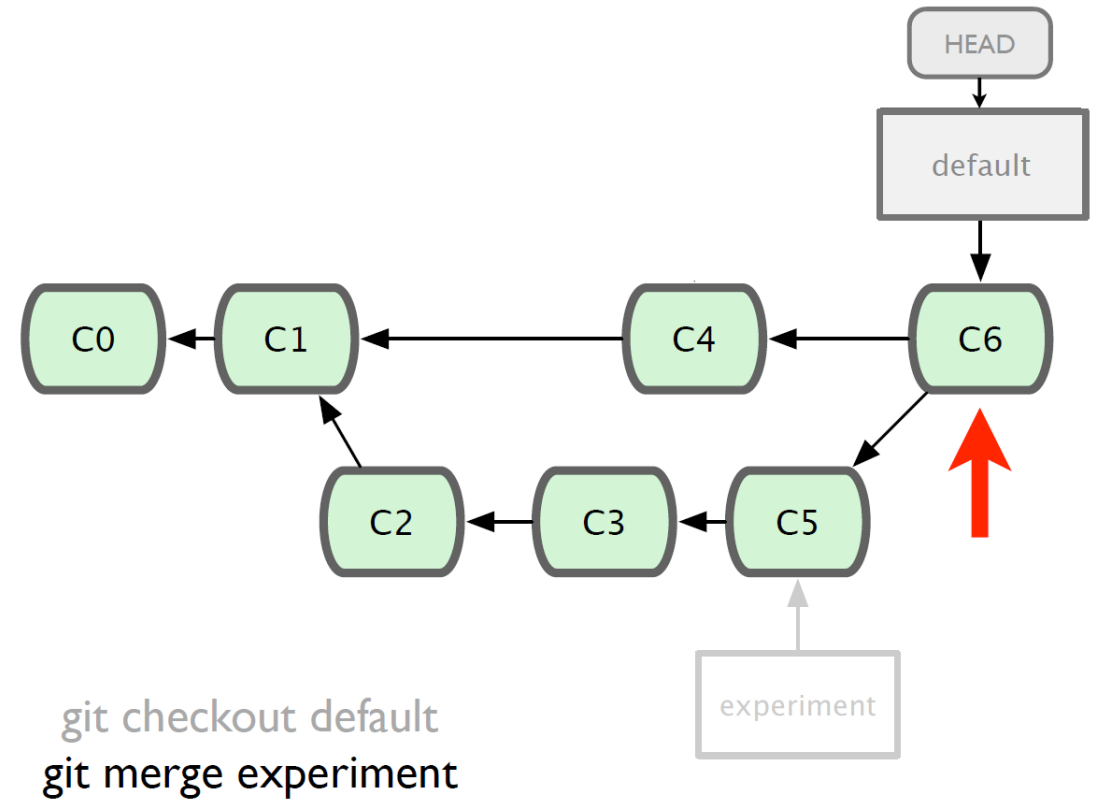 HEAD
default
C0 C1 C4 C6
C2 C3 C5
experiment
git checkout default
git merge experiment